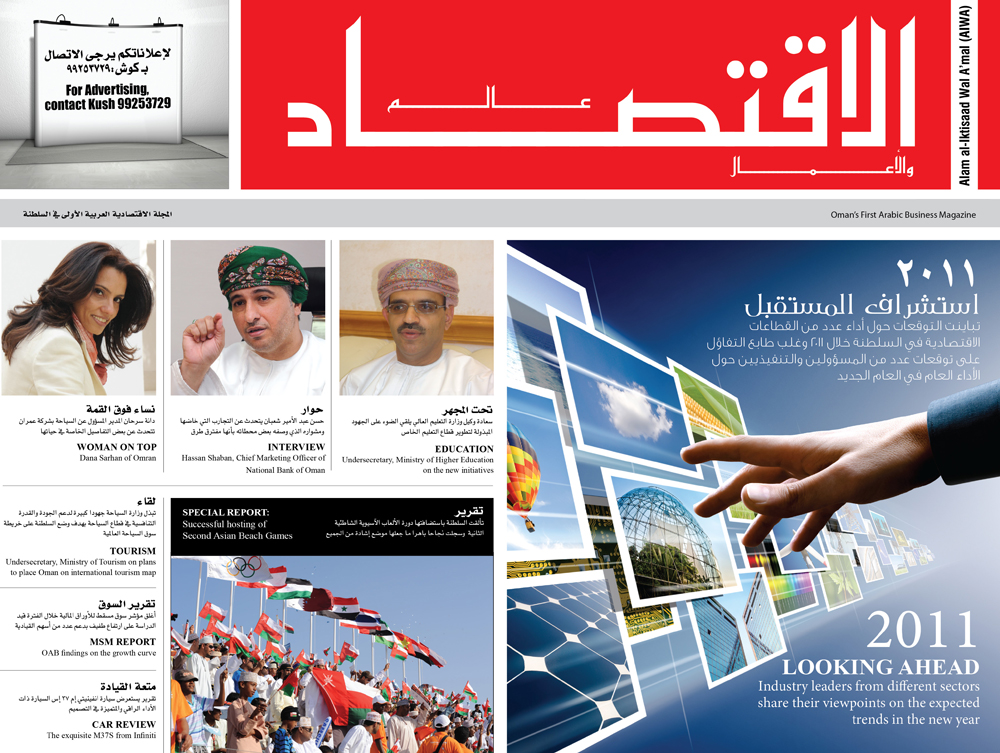 لإعلاناتكم يرجى الاتصال
بـ كوش: ٩٩٢٥٣٧٢٩
For Advertising,
contact Kush 99253729
عالم
الاقتصاد
والأعمال
Alam al-Iktisaad Wal A'mal (AIWA)
المجلة الاقتصادية العربية الأولى في السلطنة
Oman's First Arabic Business Magazine
نساء فوق القمة
دانة سرحان المدير المسؤول عن السياحة بشركة عمران
تتحدث عن بعض التفاصيل الخاصة في حياتها
WOMAN ON TOP
Dana Sarhan of Omran
حوار
حسن عبد الأمير شعبان يتحدث عن التجارب التي خاضها
ومشواره الذي وصفه بعض محطاته بأنها مفترق طرق
INTERVIEW
Hassan Shaban, Chief Marketing Officer of
National Bank of Oman
تحت المجهر
سعادة وكيل وزارة التعليم العالي يلقي الضوء على الجهود
المبذولة لتطوير قطاع التعليم الخاص
EDUCATION
Undersecretary, Ministry of Higher Education
on the new initiatives
٢٠١١
استشراف المستقبل
تباينت التوقعات حول أداء عدد من القطاعات
الاقتصادية في السلطنة خلال ٢٠١١ وغلب طابع التفاؤل
على توقعات عدد من المسؤولين والتنفيذيين حول
الأداء العام في العام الجديد
لقاء
تبذل وزارة السياحة جهودا كبيرة لدعم الجودة والقدرة
التنافسية في قطاع السياحة بهدف وضع السلطنة على خريطة
سوق السياحة العالمية
TOURISM
Undersecretary, Ministry of Tourism on plans
to place Oman on international tourism map
تقرير السوق
أغلق مؤشر سوق مسقط للأوراق المالية خلال الفترة قيد
الدراسة على ارتفاع طفيف بدعم عدد من أسهم القيادية
MSM REPORT
OAB findings on the growth curve
متعة القيادة
تقرير يستعرض سيارة انفينيتي إم ٣٧ إس السيارة ذات
الأداء الراقي والمتميزة في التصميم
CAR REVIEW
The exquisite M37S from Infiniti
SPECIAL REPORT:
Successful hosting of
Second Asian Beach Games
تقرير
تألقت السلطنة باستضافتها دورة الألعاب الآسيوية الشاطئية
الثانية وسجلت نجاحا باهرا ما جعلها موضع إشادة من الجميع
2011
LOOKING AHEAD
Industry leaders from different sectors
share their viewpoints on the expected
trends in the new year